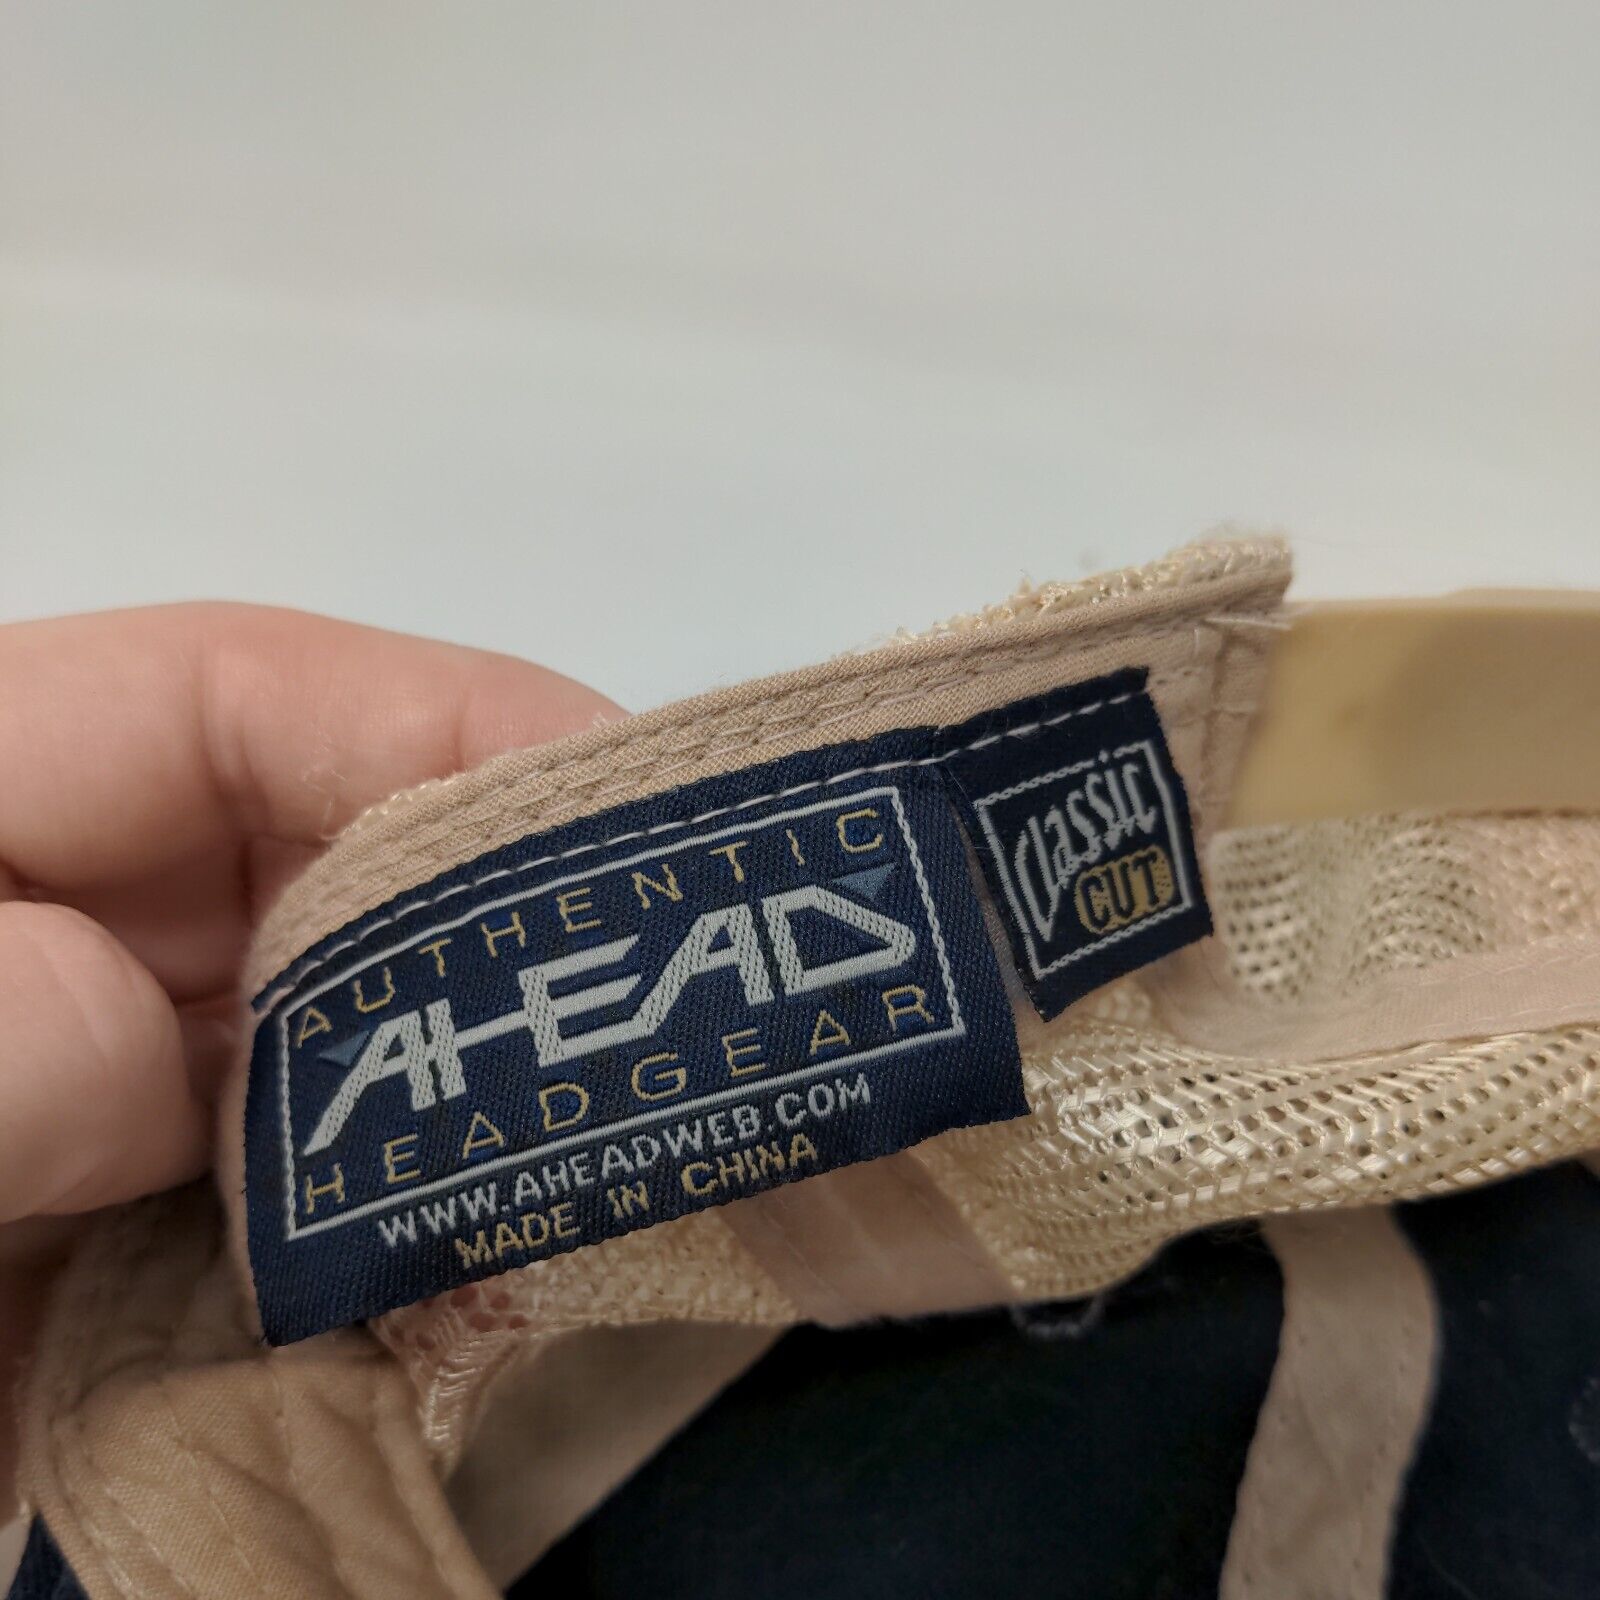 AUTHENTIC
AHEAD
HEADGEAR
WWW.AHEADWEB.COM
MADE IN CHINA
Classic
CUT